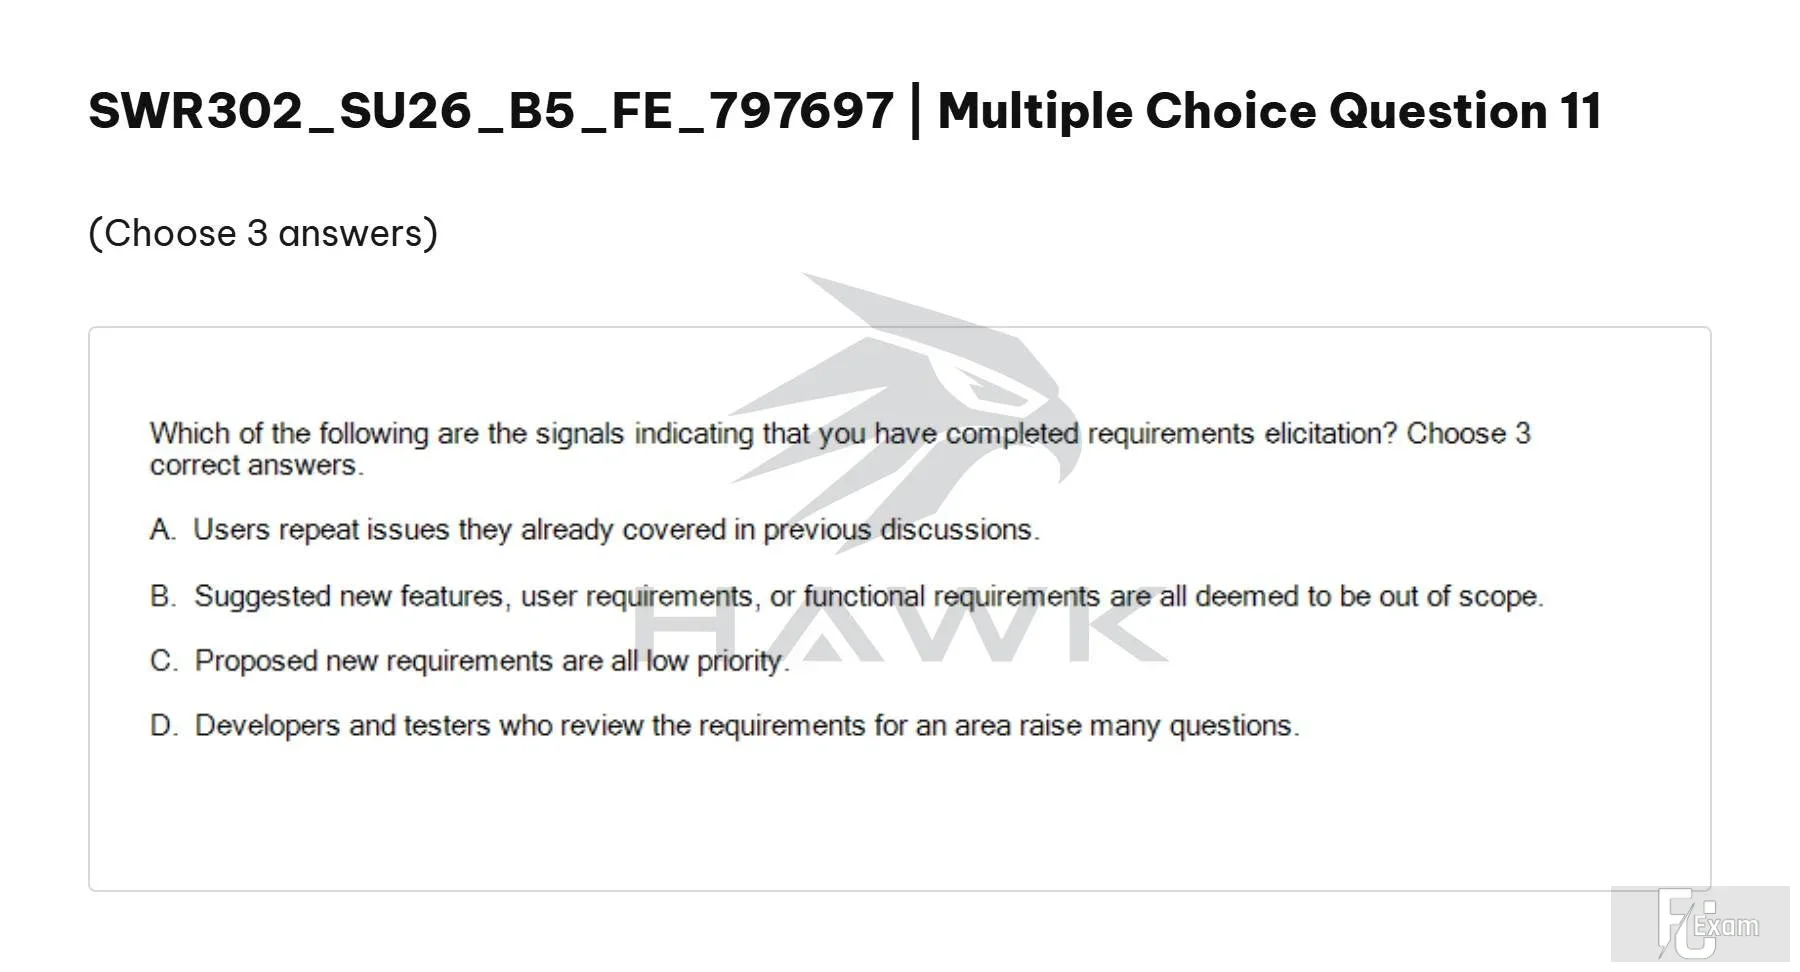 SWR302_SU26_B5_FE_797697 | Multiple Choice Question 11
(Choose 3 answers)
Which of the following are the signals indicating that you have completed requirements elicitation? Choose 3
correct answers.
A. Users repeat issues they already covered in previous discussions.
B. Suggested new features, user requirements, or functional requirements are all deemed to be out of scope.
C. Proposed new requirements are all low priority.
D. Developers and testers who review the requirements for an area raise many questions.
HAWK
FU Exam